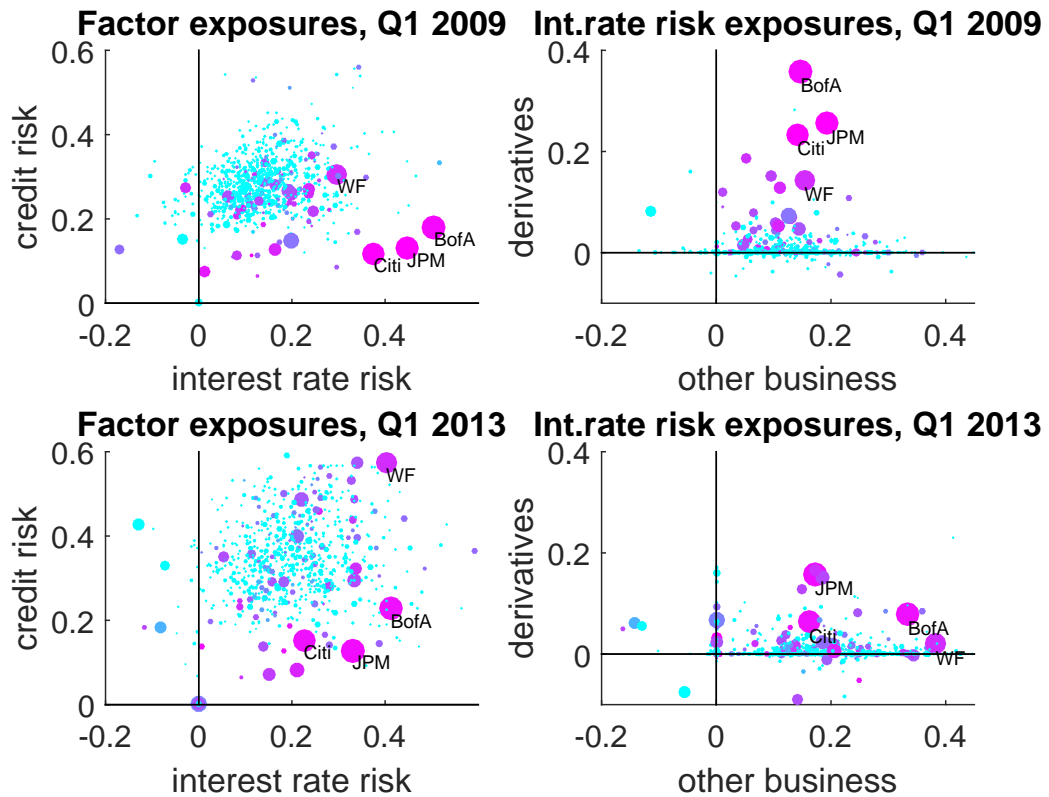 Factor exposures, Q1 2009
0.6
0.4
0.2
0
credit risk
WF
BofA
JPM
Citi
-0.2 0 0.2 0.4
interest rate risk
Int.rate risk exposures, Q1 2009
0.4
0.2
0
derivatives
BofA
JPM
Citi
WF
-0.2 0 0.2 0.4
other business
Factor exposures, Q1 2013
0.6
0.4
0.2
0
credit risk
WF
BofA
Citi
JPM
-0.2 0 0.2 0.4
interest rate risk
Int.rate risk exposures, Q1 2013
0.4
0.2
0
derivatives
JPM
Citi
BofA
WF
-0.2 0 0.2 0.4
other business